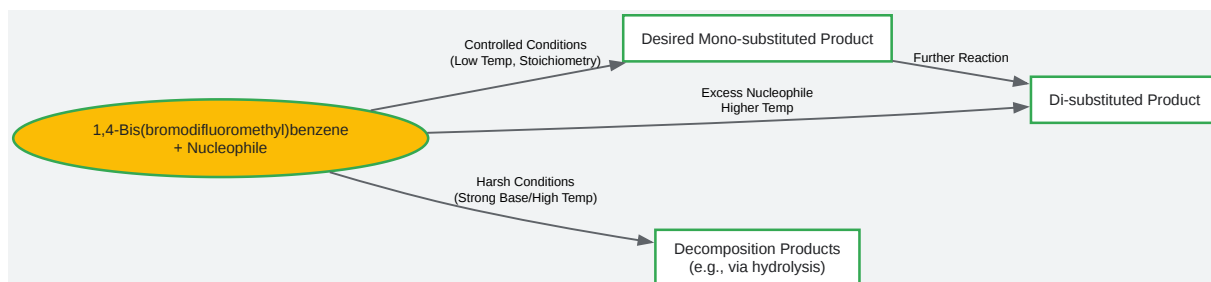 Controlled Conditions
(Low Temp, Stoichiometry)
Desired Mono-substituted Product
Further Reaction
1,4-Bis(bromodifluoromethyl)benzene
+ Nucleophile
Excess Nucleophile
Higher Temp
Di-substituted Product
Harsh Conditions
(Strong Base/High Temp)
Decomposition Products
(e.g., via hydrolysis)